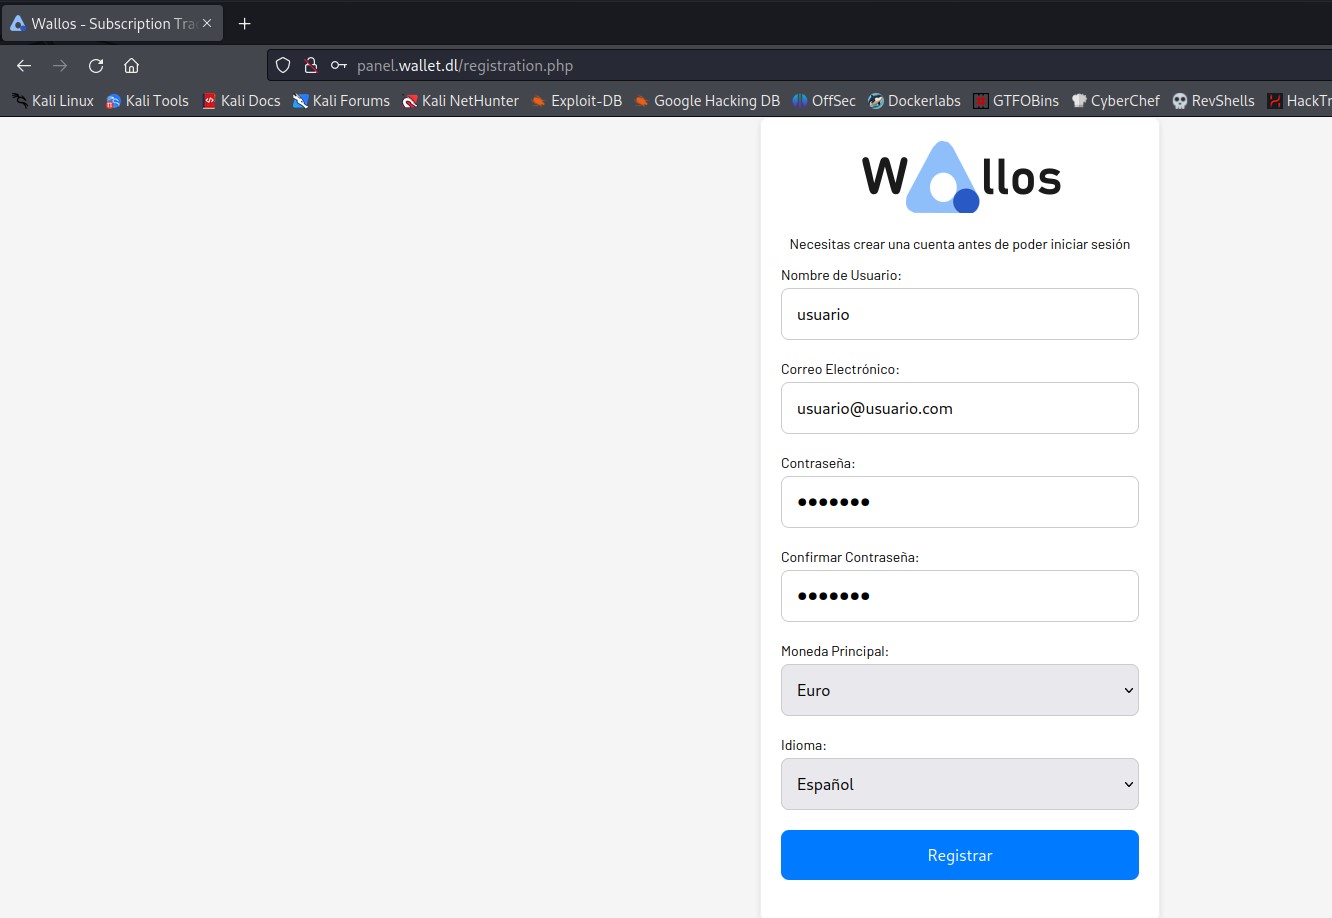 Wallos - Subscription Tra
panel.wallet.dl/registration.php
Kali Linux Kali Tools Kali Docs Kali Forums Kali NetHunter Exploit-DB Google Hacking DB OffSec Dockerlabs GTFOBins CyberChef RevShells HackTr
Wallos
Necesitas crear una cuenta antes de poder iniciar sesión
Nombre de Usuario:
usuario
Correo Electrónico:
usuario@usuario.com
Contraseña:
•••••••
Confirmar Contraseña:
•••••••
Moneda Principal:
Euro
Idioma:
Español
Registrar